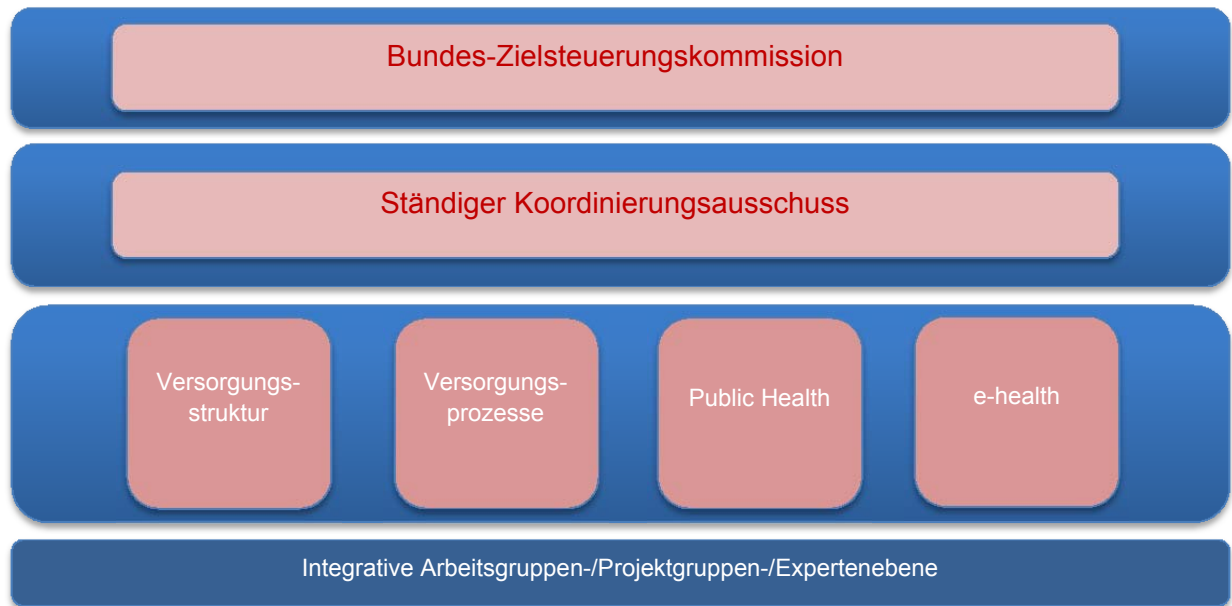 Bundes-Zielsteuerungskommission
Ständiger Koordinierungsausschuss
Versorgungs-
struktur
Versorgungs-
prozesse
Public Health
e-health
Integrative Arbeitsgruppen-/Projektgruppen-/Expertenebene